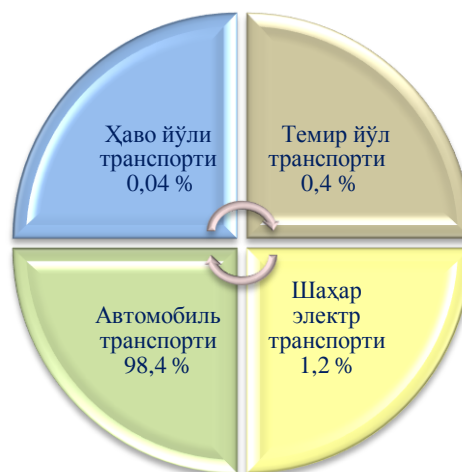 Ҳаво йўли
транспорти
0,04 %
Темир йўл
транспорти
0,4 %
Автомобиль
транспорти
98,4 %
Шаҳар
электр
транспорти
1,2 %